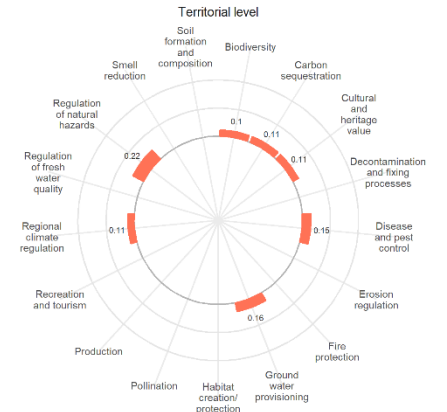 Territorial level
Soil
formation
and
composition
Biodiversity
Carbon
sequestration
Cultural
and
heritage
value
Decontamination
and fixing
processes
Disease
and pest
control
Erosion
regulation
Fire
protection
Ground
water
provisioning
Habitat
creation/
protection
Pollination
Production
Recreation
and tourism
Regional
climate
regulation
Regulation
of fresh
water
quality
Regulation
of natural
hazards
Smell
reduction
0.1
0.11
0.11
0.15
0.16
0.11
0.22